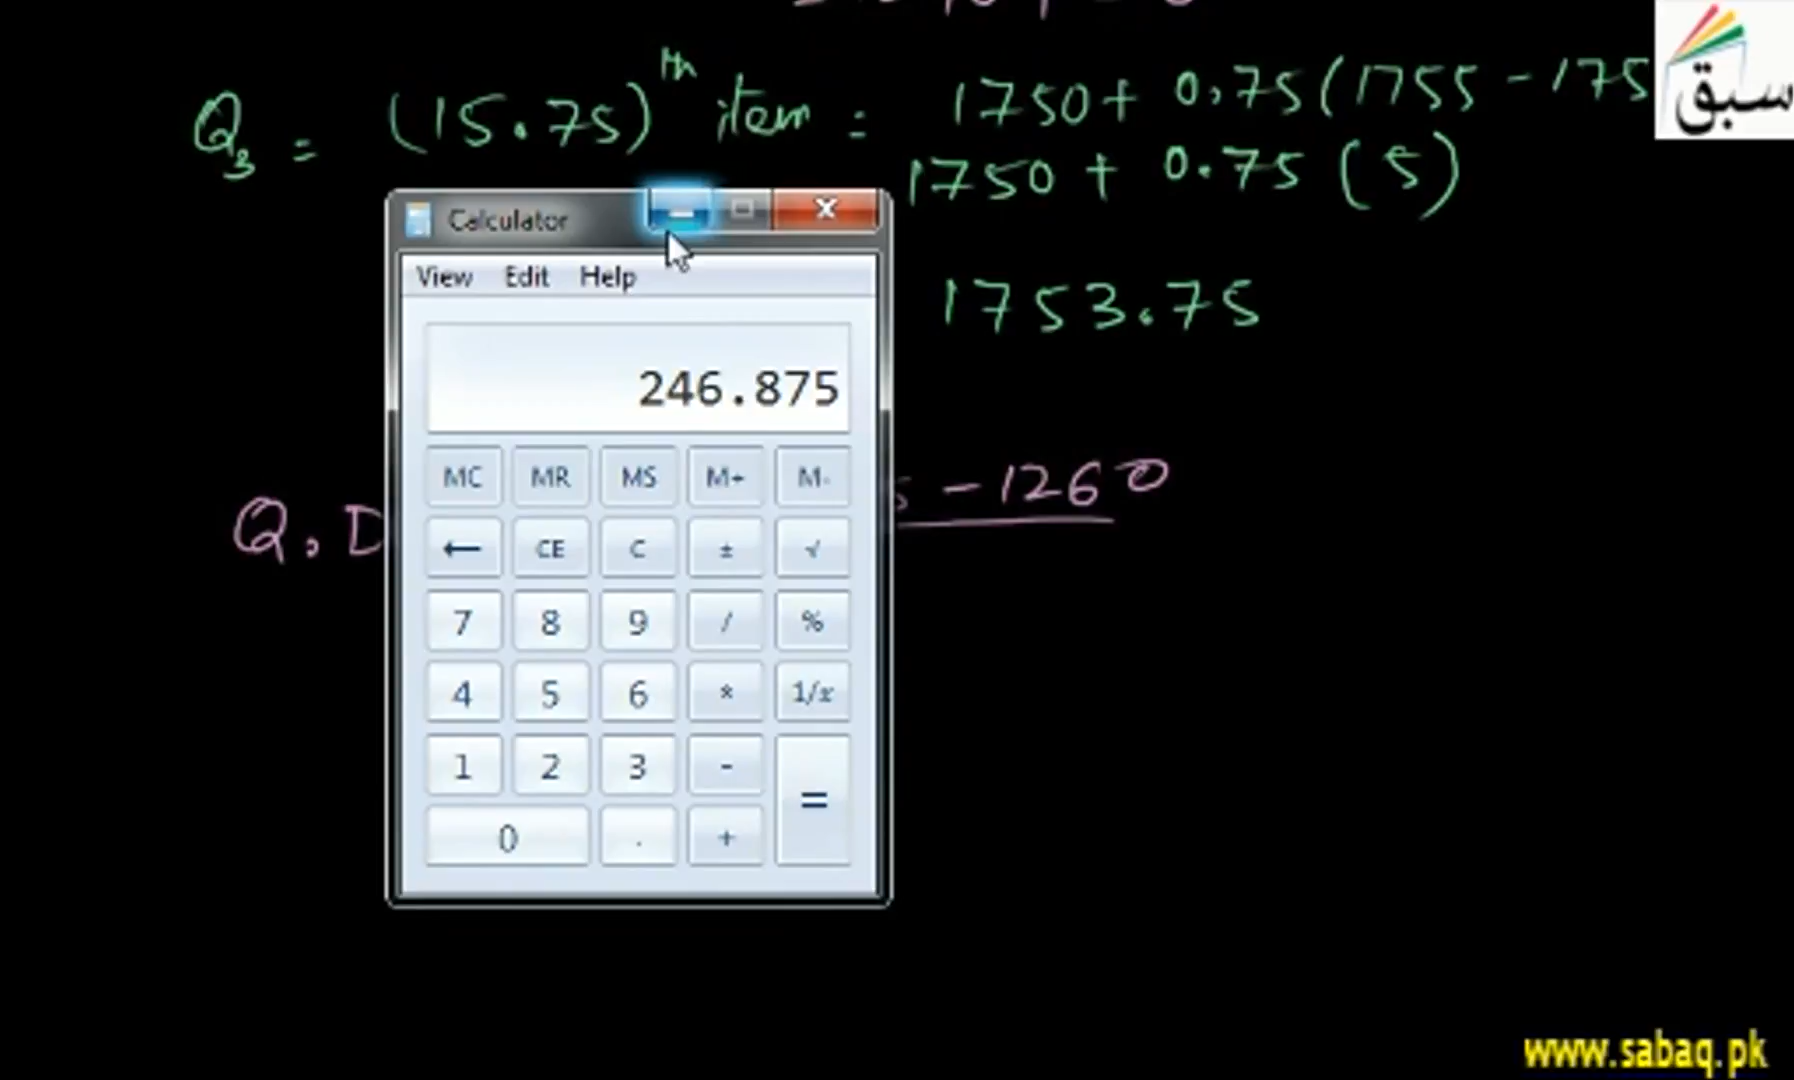 سبق
Q3 = (15.75)th item = 1750 + 0.75 (1755 - 175
1750 + 0.75 (5)
1753.75
Q. D - 1260
Calculator
View Edit Help
246.875
MC MR MS M+ M-
← CE C ± √
7 8 9 / %
4 5 6 * 1/x
1 2 3 - =
0 . +
www.sabaq.pk